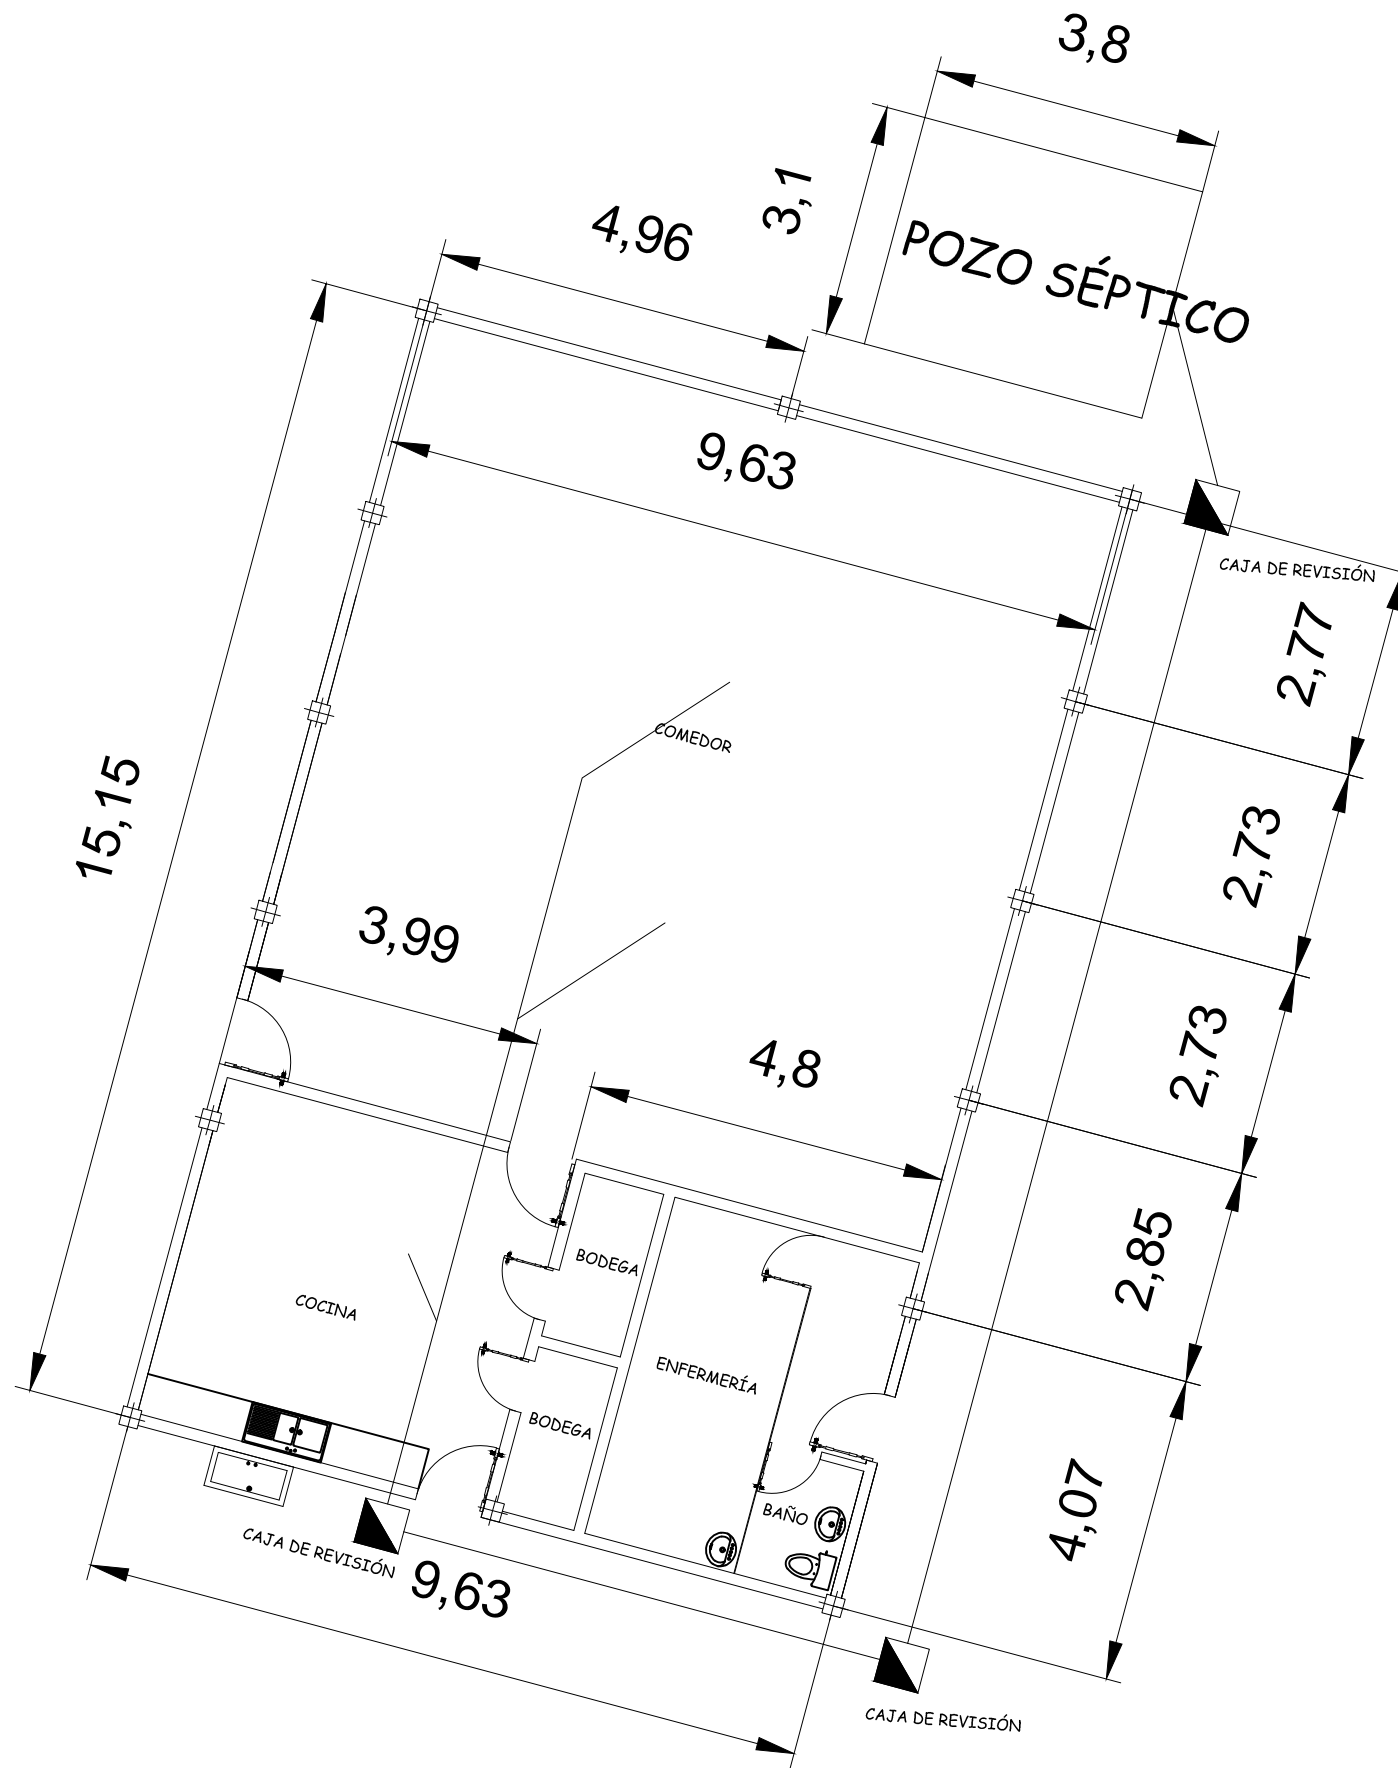 3,8
3,1
4,96
POZO SÉPTICO
9,63
CAJA DE REVISIÓN
2,77
COMEDOR
15,15
2,73
3,99
2,73
4,8
BODEGA
2,85
COCINA
ENFERMERÍA
BODEGA
BAÑO
4,07
CAJA DE REVISIÓN
9,63
CAJA DE REVISIÓN